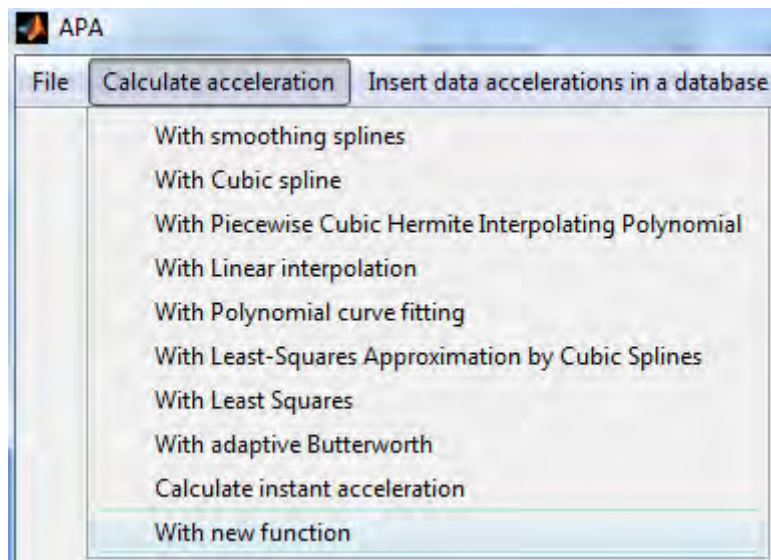 APA
File Calculate acceleration Insert data accelerations in a database
With smoothing splines
With Cubic spline
With Piecewise Cubic Hermite Interpolating Polynomial
With Linear interpolation
With Polynomial curve fitting
With Least-Squares Approximation by Cubic Splines
With Least Squares
With adaptive Butterworth
Calculate instant acceleration
With new function